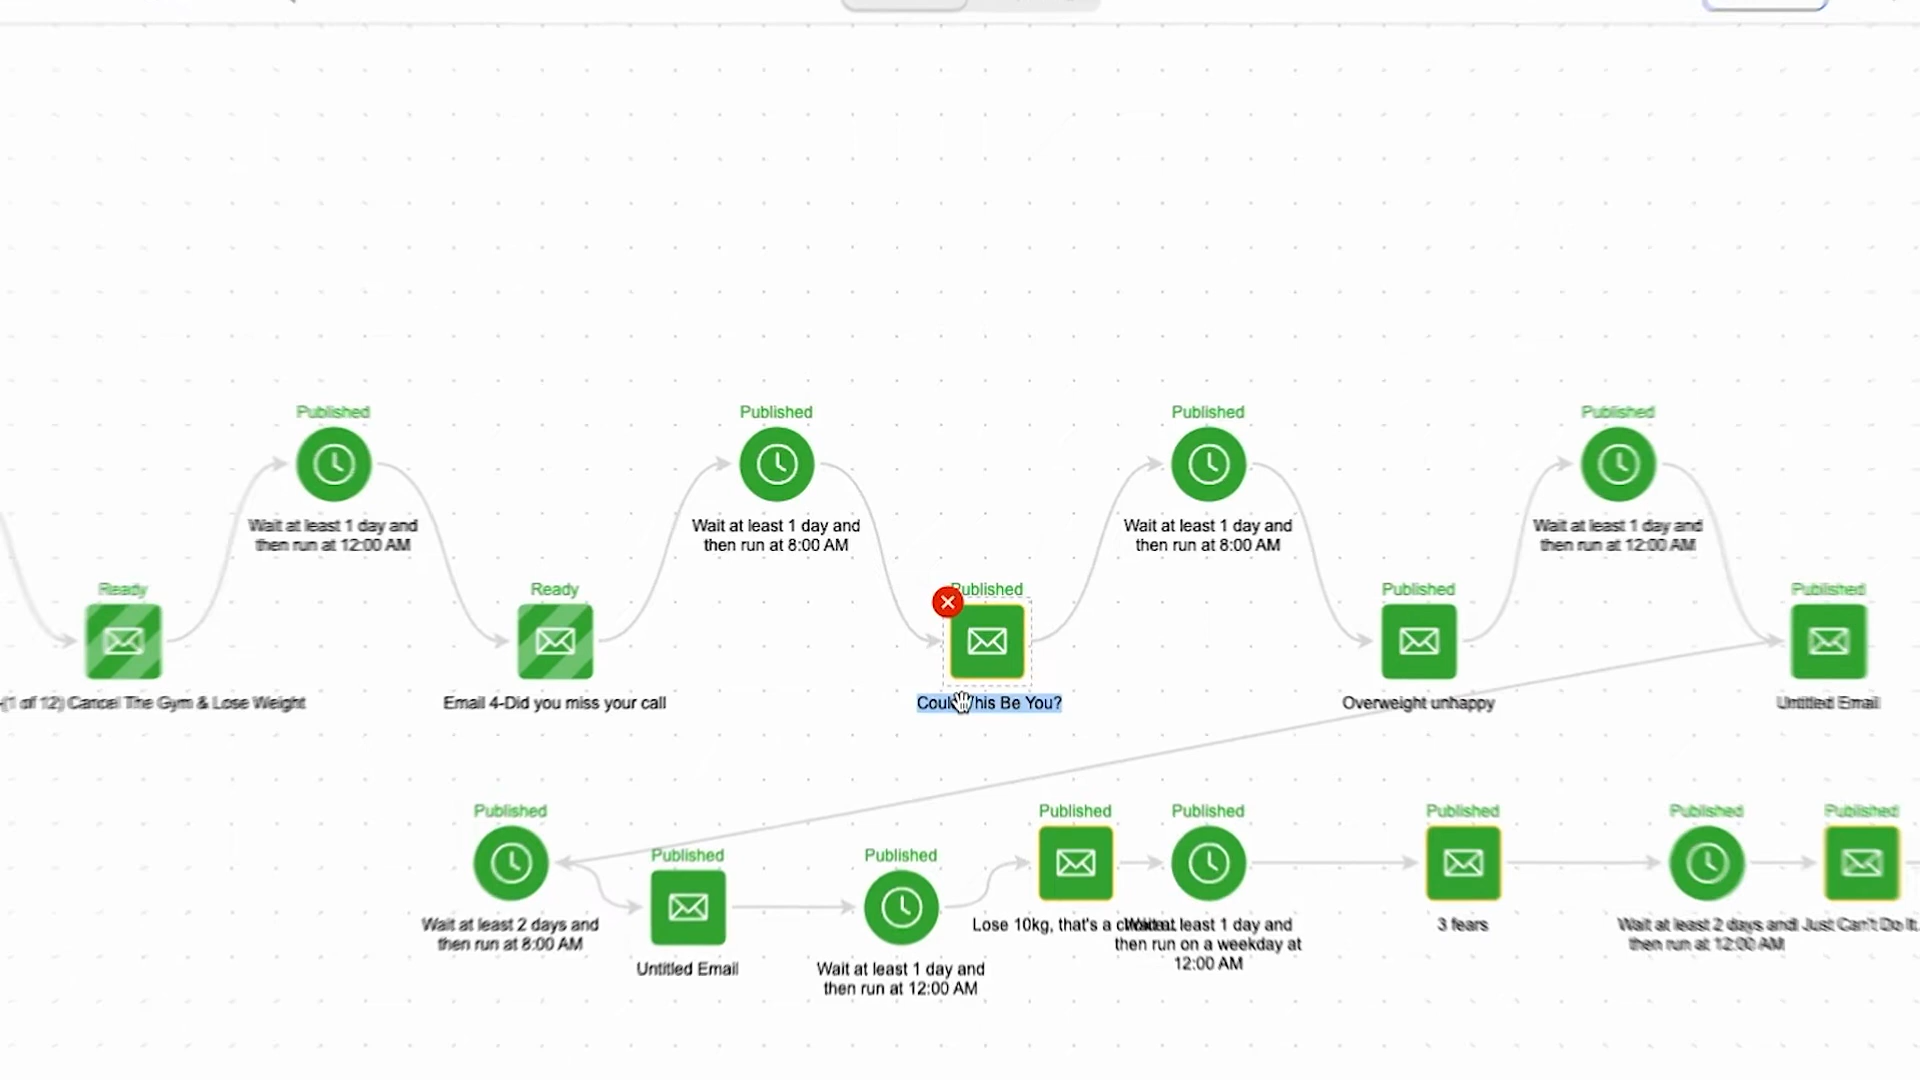 Published
Published
Published
Published
Wait at least 1 day and
then run at 12:00 AM
Wait at least 1 day and
then run at 8:00 AM
Wait at least 1 day and
then run at 8:00 AM
Wait at least 1 day and
then run at 12:00 AM
Ready
Ready
Published
Published
Published
(1 of 12) Cancel The Gym & Lose Weight
Email 4-Did you miss your call
Could This Be You?
Overweight unhappy
Untitled Email
Published
Published
Published
Published
Published
Published
Published
Published
Wait at least 2 days and
then run at 8:00 AM
Untitled Email
Wait at least 1 day and
then run at 12:00 AM
Lose 10kg, that's a
Wait at least 1 day and
then run on a weekday at
12:00 AM
3 fears
Wait at least 2 days and
then run at 12:00 AM
Just Can't Do It